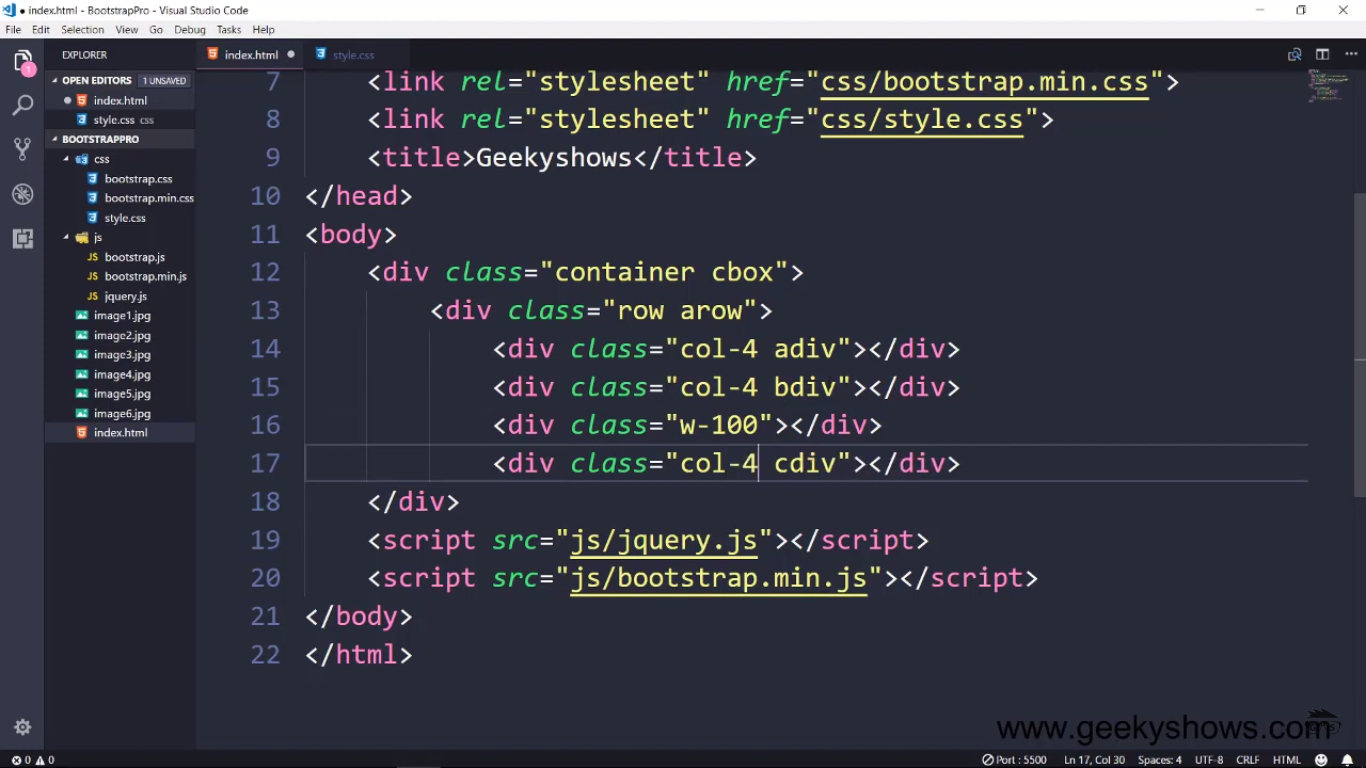 index.html - BootstrapPro - Visual Studio Code
File Edit Selection View Go Debug Tasks Help
EXPLORER
index.html
style.css
OPEN EDITORS 1 UNSAVED
index.html
style.css css
BOOTSTRAPPRO
css
bootstrap.css
bootstrap.min.css
style.css
js
bootstrap.js
bootstrap.min.js
jquery.js
image1.jpg
image2.jpg
image3.jpg
image4.jpg
image5.jpg
image6.jpg
index.html
1
7 <link rel="stylesheet" href="css/bootstrap.min.css">
8 <link rel="stylesheet" href="css/style.css">
9 <title>Geekyshows</title>
10 </head>
11 <body>
12 <div class="container cbox">
13 <div class="row arow">
14 <div class="col-4 adiv"></div>
15 <div class="col-4 bdiv"></div>
16 <div class="w-100"></div>
17 <div class="col-4 cdiv"></div>
18 </div>
19 <script src="js/jquery.js"></script>
20 <script src="js/bootstrap.min.js"></script>
21 </body>
22 </html>
www.geekyshows.com
0 0
Port : 5500 Ln 17, Col 30 Spaces: 4 UTF-8 CRLF HTML